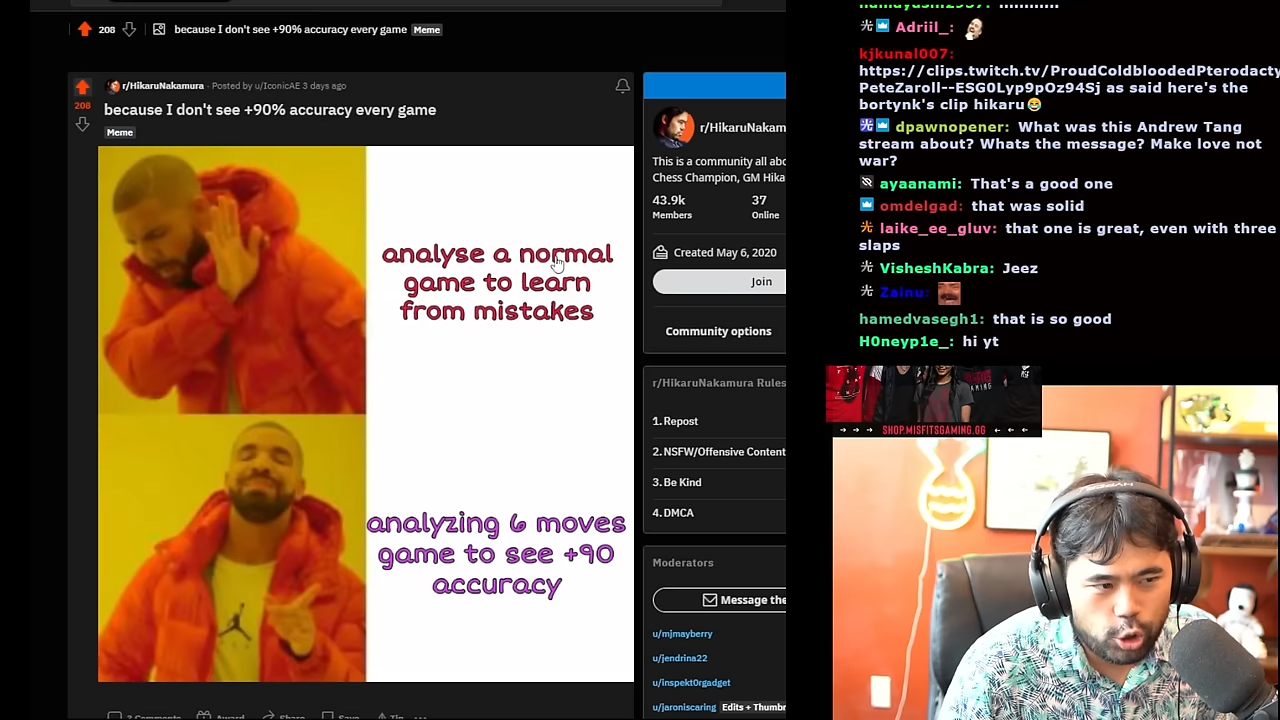 208
because I don't see +90% accuracy every game
Meme
r/HikaruNakamura · Posted by u/IconicAE 3 days ago
208
because I don't see +90% accuracy every game
Meme
analyse a normal
game to learn
from mistakes
analyzing 6 moves
game to see +90
accuracy
r/HikaruNakam
This is a community all abo
Chess Champion, GM Hika
43.9k
37
Members
Online
Created May 6, 2020
Join
Community options
r/HikaruNakamura Rules
1. Repost
2. NSFW/Offensive Content
3. Be Kind
4. DMCA
Moderators
Message the
u/mjmayberry
u/jendrina22
u/inspekt0rgadget
u/jaroniscaring Edits + Thumbn
Adriil_:
kjkunal007:
https://clips.twitch.tv/ProudColdbloodedPterodacty
PeteZaroll--ESG0Lyp9pOz94Sj as said here's the
bortynk's clip hikaru
dpawnopener: What was this Andrew Tang
stream about? Whats the message? Make love not
war?
ayaanami: That's a good one
omdelgad: that was solid
laike_ee_gluv: that one is great, even with three
slaps
VisheshKabra: Jeez
Zainu:
hamedvasegh1: that is so good
H0neyp1e_: hi yt
SHOP.MISFITSGAMING.GG